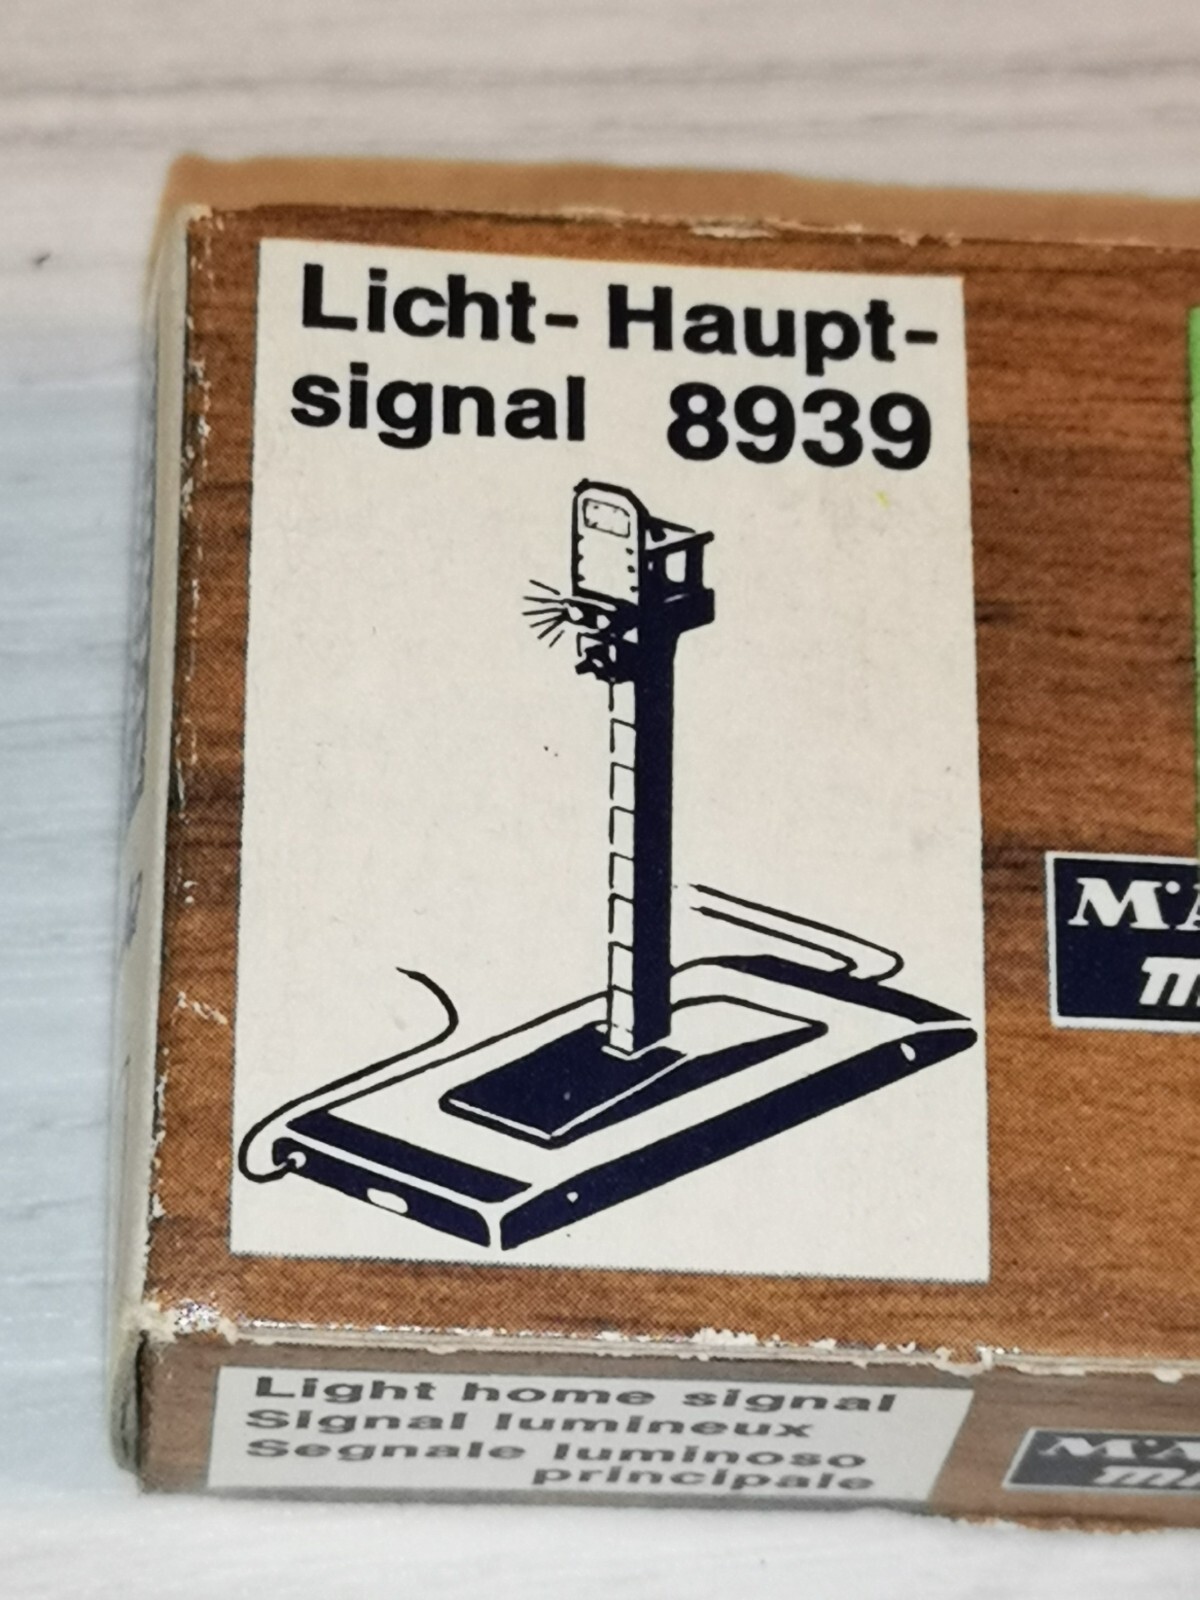 Licht-Haupt-
signal 8939
Light home signal
Signal lumineux
Segnale luminoso
principale